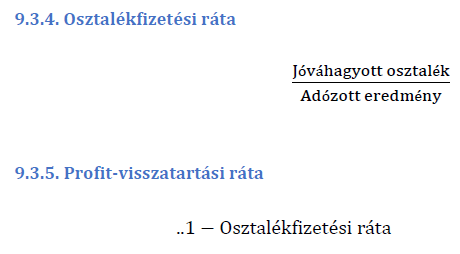 9.3.4. Osztalékfizetési ráta
Jóváhagyott osztalék
Adózott eredmény
9.3.5. Profit-visszatartási ráta
..1 − Osztalékfizetési ráta